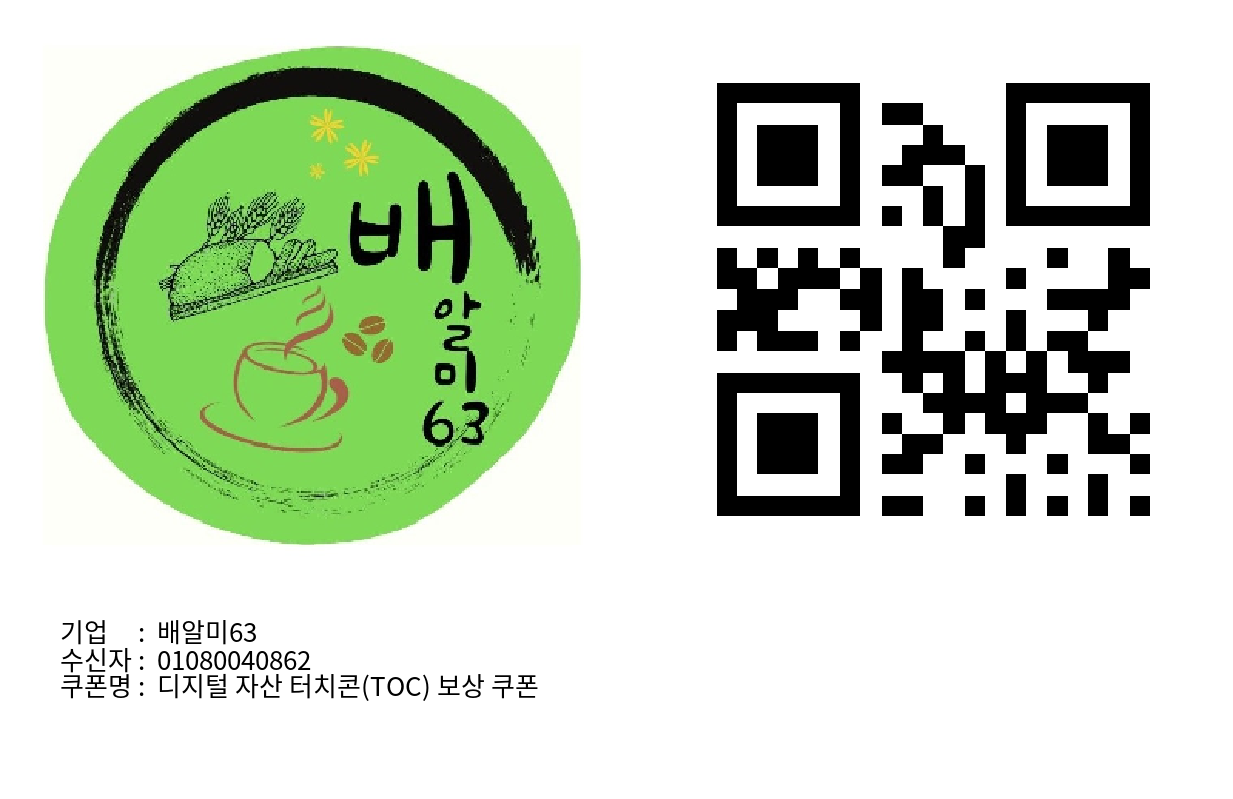 배
알
미
63
기업 : 배알미63
수신자 : 01080040862
쿠폰명 : 디지털 자산 터치콘(TOC) 보상 쿠폰